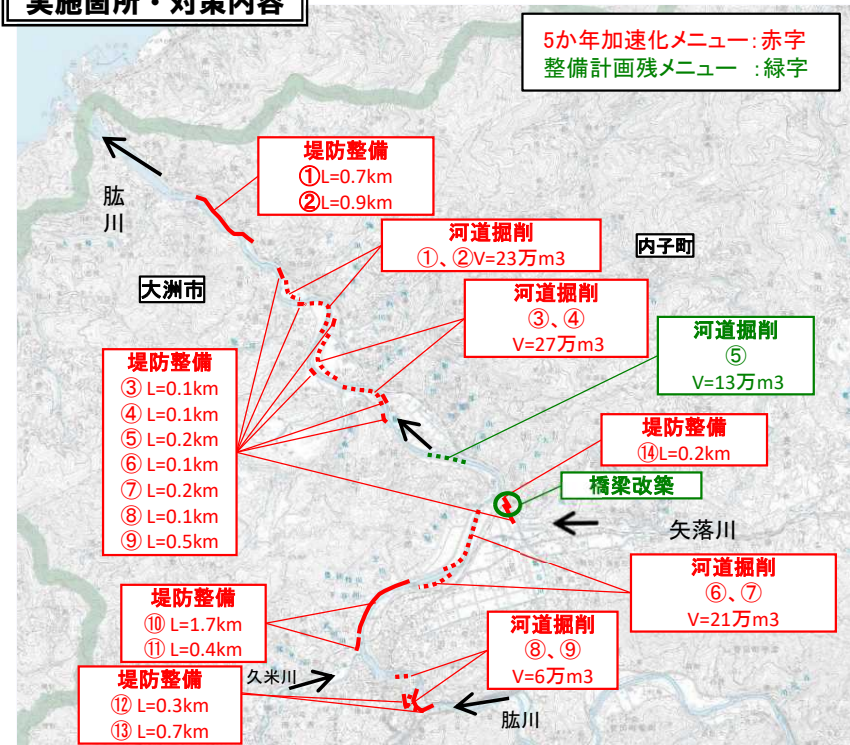 実施箇所・対策内容
5か年加速化メニュー：赤字
整備計画残メニュー ：緑字
堤防整備
①L=0.7km
②L=0.9km
肱川
河道掘削
①、②V=23万m3
内子町
大洲市
河道掘削
③、④
V=27万m3
河道掘削
⑤
V=13万m3
堤防整備
③ L=0.1km
④ L=0.1km
⑤ L=0.2km
⑥ L=0.1km
⑦ L=0.2km
⑧ L=0.1km
⑨ L=0.5km
堤防整備
⑭L=0.2km
橋梁改築
矢落川
河道掘削
⑥、⑦
V=21万m3
堤防整備
⑩ L=1.7km
⑪ L=0.4km
河道掘削
⑧、⑨
V=6万m3
久米川
堤防整備
⑫ L=0.3km
⑬ L=0.7km
肱川